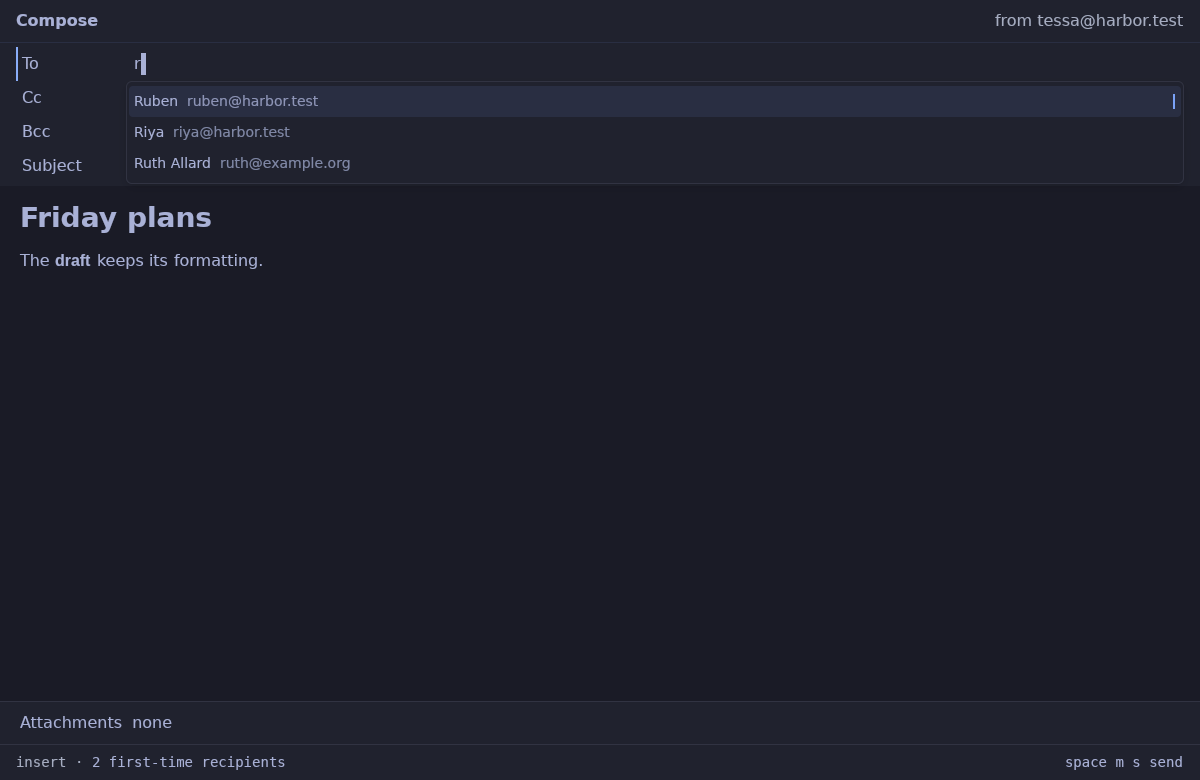 Compose
from tessa@harbor.test
To r
Cc
Bcc
Subject
Ruben ruben@harbor.test
Riya riya@harbor.test
Ruth Allard ruth@example.org
Friday plans
The draft keeps its formatting.
Attachments none
insert · 2 first-time recipients
space m s send